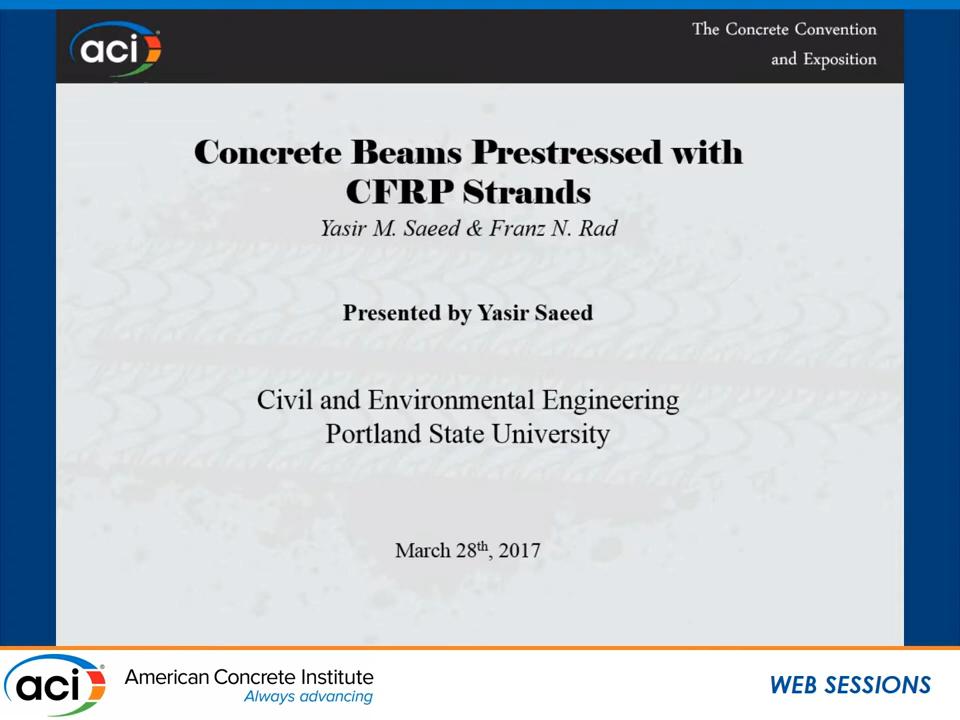 aci
The Concrete Convention
and Exposition
Concrete Beams Prestressed with
CFRP Strands
Yasir M. Saeed & Franz N. Rad
Presented by Yasir Saeed
Civil and Environmental Engineering
Portland State University
March 28th, 2017
aci
American Concrete Institute
Always advancing
WEB SESSIONS